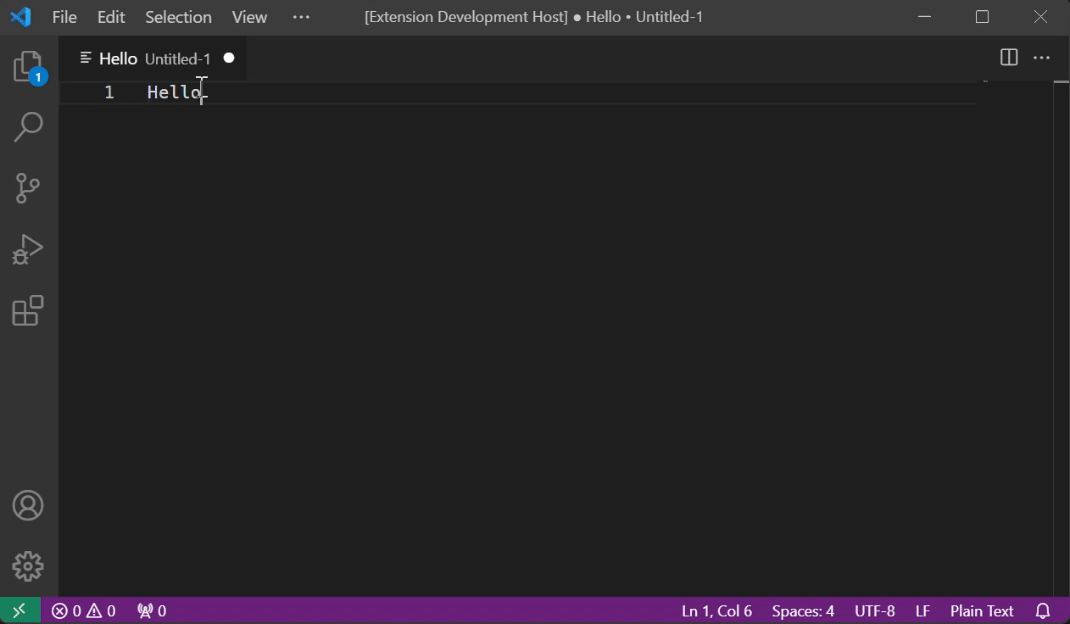 File Edit Selection View ··· [Extension Development Host] ● Hello • Untitled-1
Hello Untitled-1
1
1 Hello
0 0 0 Ln 1, Col 6 Spaces: 4 UTF-8 LF Plain Text